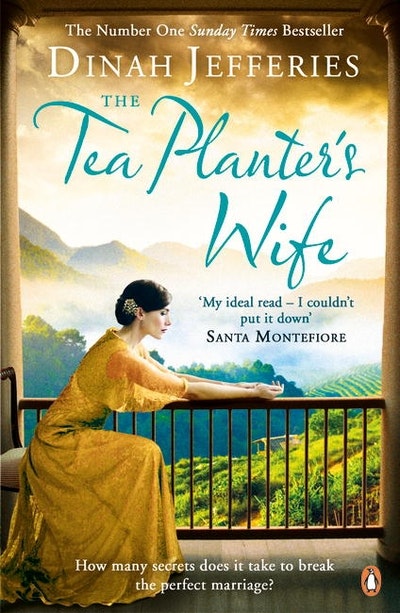 The Number One Sunday Times Bestseller
DINAH JEFFERIES
THE
Tea Planter's
Wife
‘My ideal read – I couldn't
put it down’
SANTA MONTEFIORE
How many secrets does it take to break
the perfect marriage?